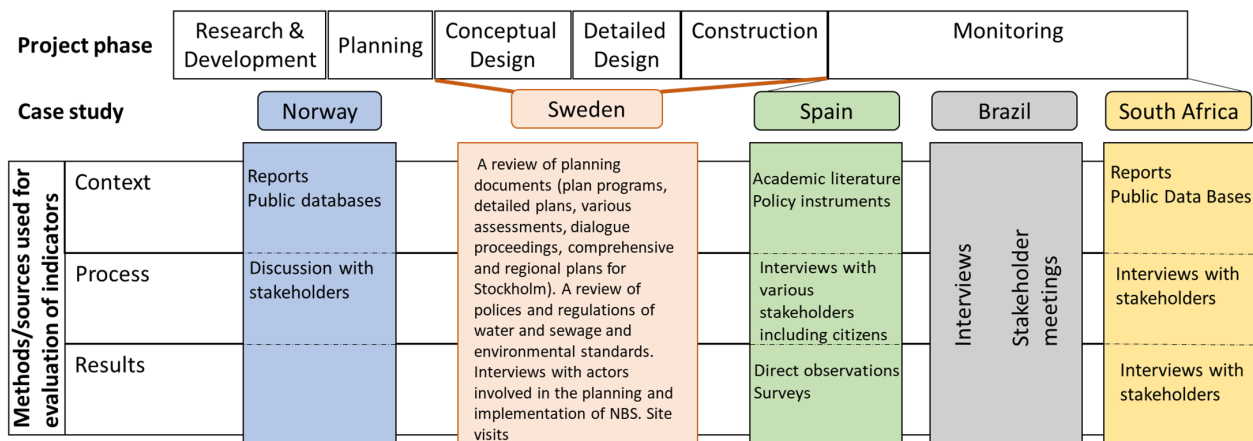 Project phase
Research &
Development
Planning
Conceptual
Design
Detailed
Design
Construction
Monitoring
Case study
Norway
Sweden
Spain
Brazil
South Africa
Methods/sources used for
evaluation of indicators
Context
Process
Results
Reports
Public databases
Discussion with
stakeholders
A review of planning
documents (plan programs,
detailed plans, various
assessments, dialogue
proceedings, comprehensive
and regional plans for
Stockholm). A review of
polices and regulations of
water and sewage and
environmental standards.
Interviews with actors
involved in the planning and
implementation of NBS. Site
visits
Academic literature
Policy instruments
Interviews with
various
stakeholders
including citizens
Direct observations
Surveys
Interviews
Stakeholder
meetings
Reports
Public Data Bases
Interviews with
stakeholders
Interviews with
stakeholders